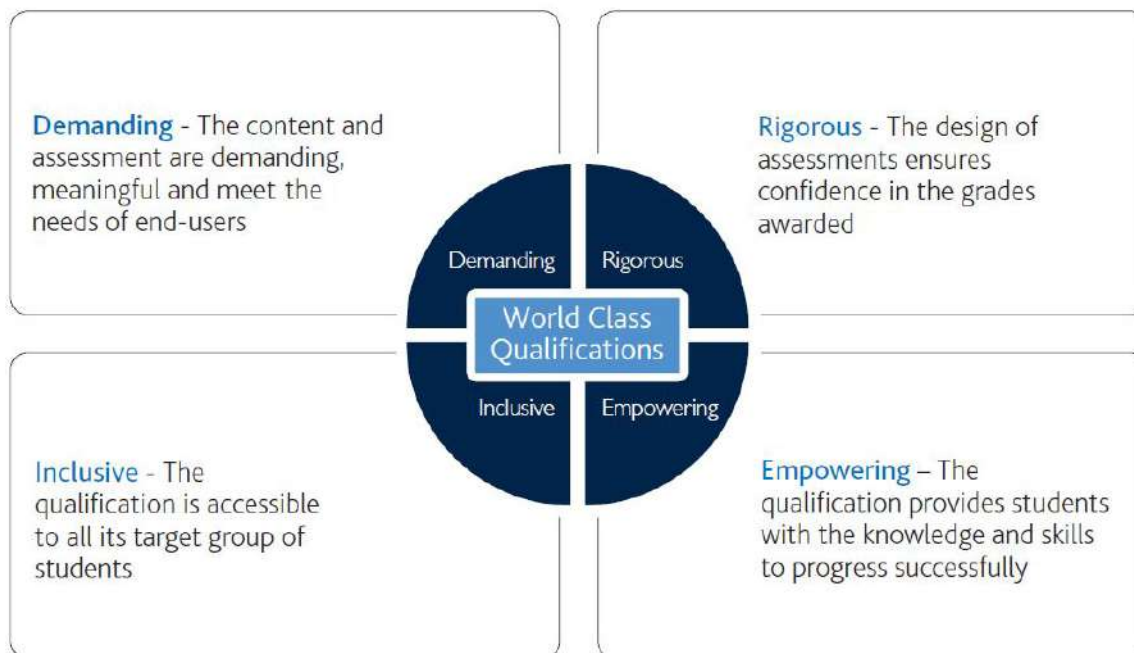 Demanding - The content and
assessment are demanding,
meaningful and meet the
needs of end-users
Rigorous - The design of
assessments ensures
confidence in the grades
awarded
Demanding
Rigorous
World Class
Qualifications
Inclusive
Empowering
Inclusive - The
qualification is accessible
to all its target group of
students
Empowering – The
qualification provides students
with the knowledge and skills
to progress successfully